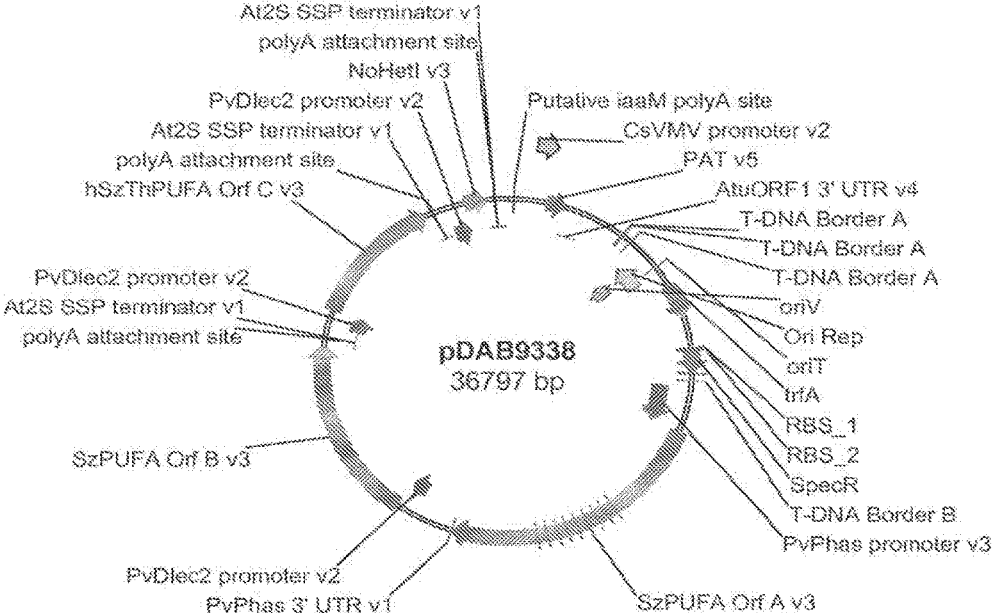 At2S SSP terminator v1
polyA attachment site
NoHetI v3
PvDlec2 promoter v2
At2S SSP terminator v1
polyA attachment site
hSzThPUFA Orf C v3
PvDlec2 promoter v2
At2S SSP terminator v1
polyA attachment site
SzPUFA Orf B v3
PvDlec2 promoter v2
PvPhas 3' UTR v1
Putative iaaM polyA site
CsVMV promoter v2
PAT v5
AtuORF1 3' UTR v4
T-DNA Border A
T-DNA Border A
T-DNA Border A
oriV
Ori Rep
oriT
trfA
RBS_1
RBS_2
SpecR
T-DNA Border B
PvPhas promoter v3
SzPUFA Orf A v3
pDAB9338
36797 bp